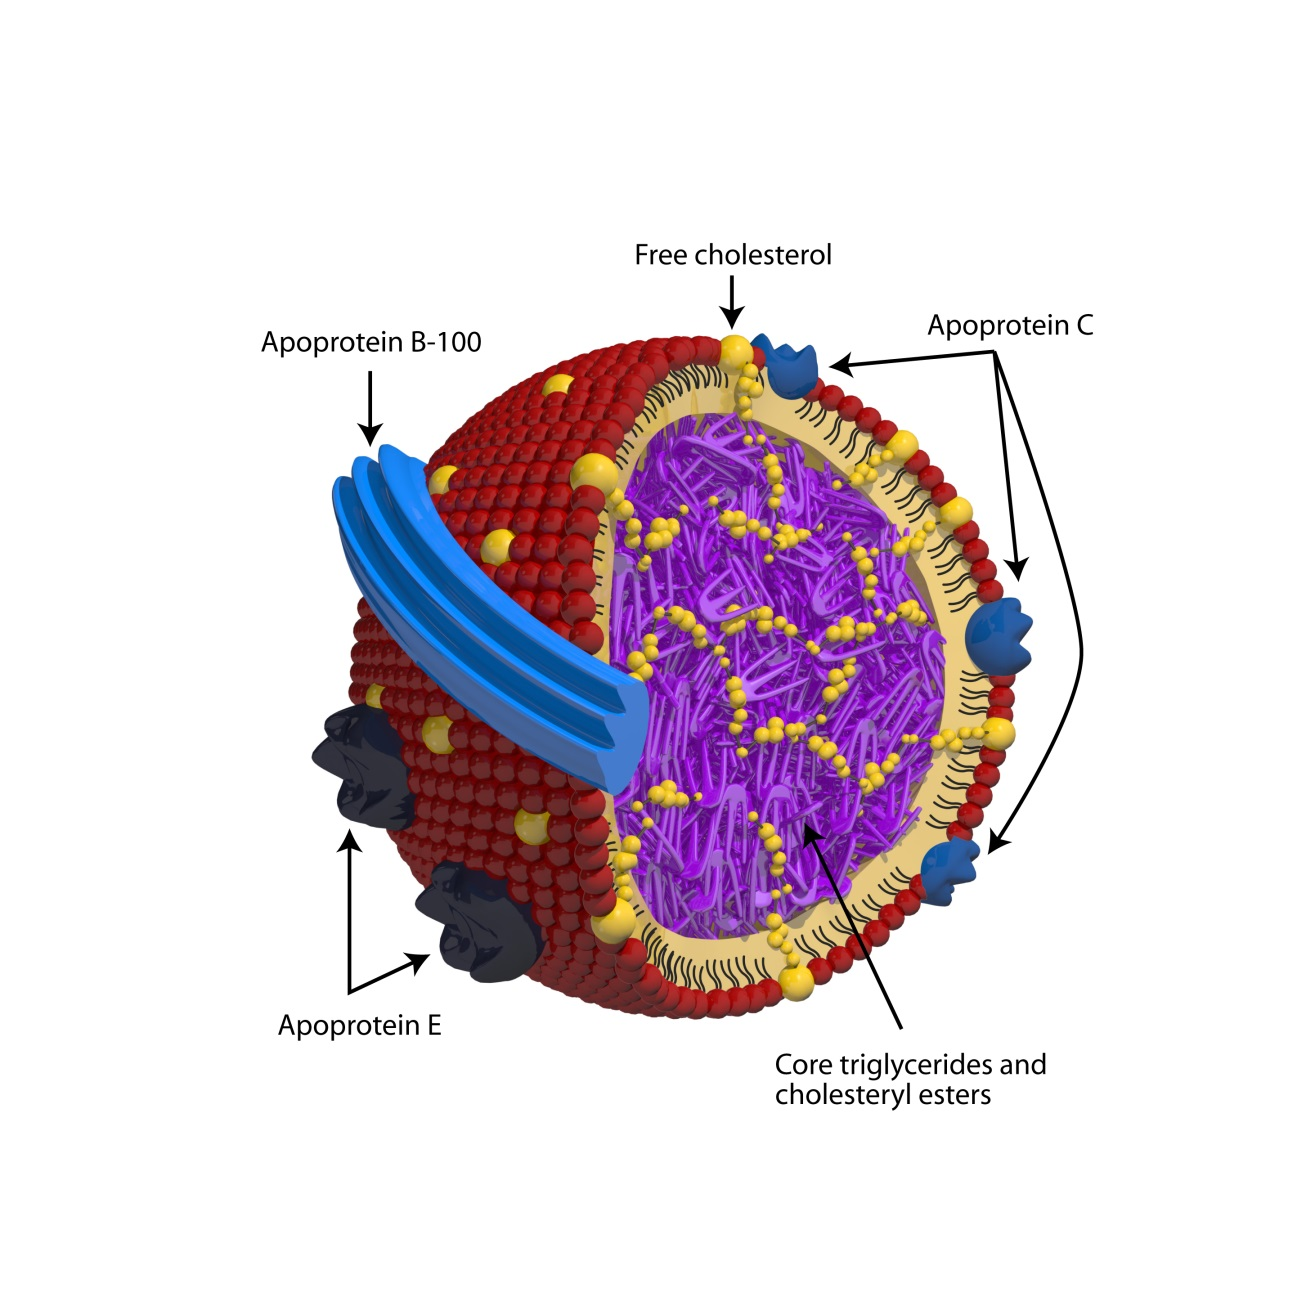 Free cholesterol
Apoprotein C
Apoprotein B-100
Apoprotein E
Core triglycerides and
cholesteryl esters